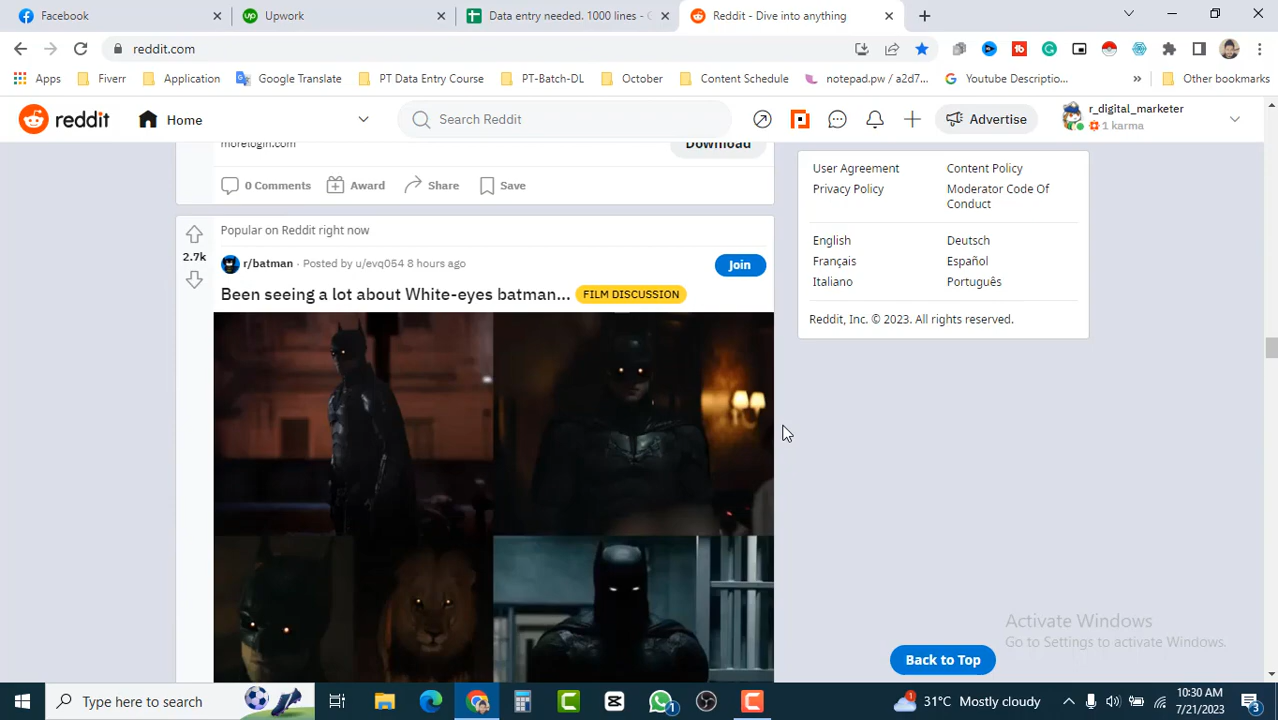 Facebook
Upwork
Data entry needed. 1000 lines -
Reddit - Dive into anything
reddit.com
Apps
Fiverr
Application
Google Translate
PT Data Entry Course
PT-Batch-DL
October
Content Schedule
notepad.pw / a2d7...
Youtube Descriptio...
»
Other bookmarks
reddit
Home
Search Reddit
Advertise
r_digital_marketer
1 karma
morelogin.com
Download
0 Comments
Award
Share
Save
Popular on Reddit right now
2.7k
r/batman · Posted by u/evq054 8 hours ago
Join
Been seeing a lot about White-eyes batman...
FILM DISCUSSION
User Agreement
Content Policy
Privacy Policy
Moderator Code Of
Conduct
English
Deutsch
Français
Español
Italiano
Português
Reddit, Inc. © 2023. All rights reserved.
Activate Windows
Go to Settings to activate Windows.
Back to Top
Type here to search
1
1
31°C Mostly cloudy
10:30 AM
7/21/2023
3